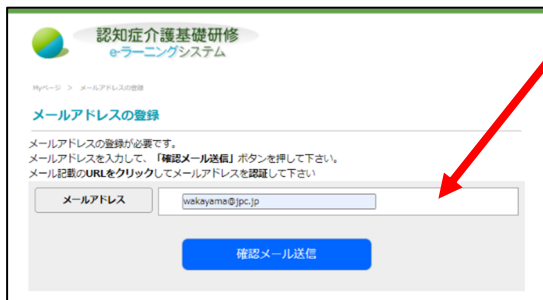 認知症介護基礎研修
e-ラーニングシステム
Myページ > メールアドレスの登録
メールアドレスの登録
メールアドレスの登録が必要です。
メールアドレスを入力して、「確認メール送信」ボタンを押して下さい。
メール記載のURLをクリックしてメールアドレスを認証して下さい
メールアドレス
wakayama@jpc.jp
確認メール送信